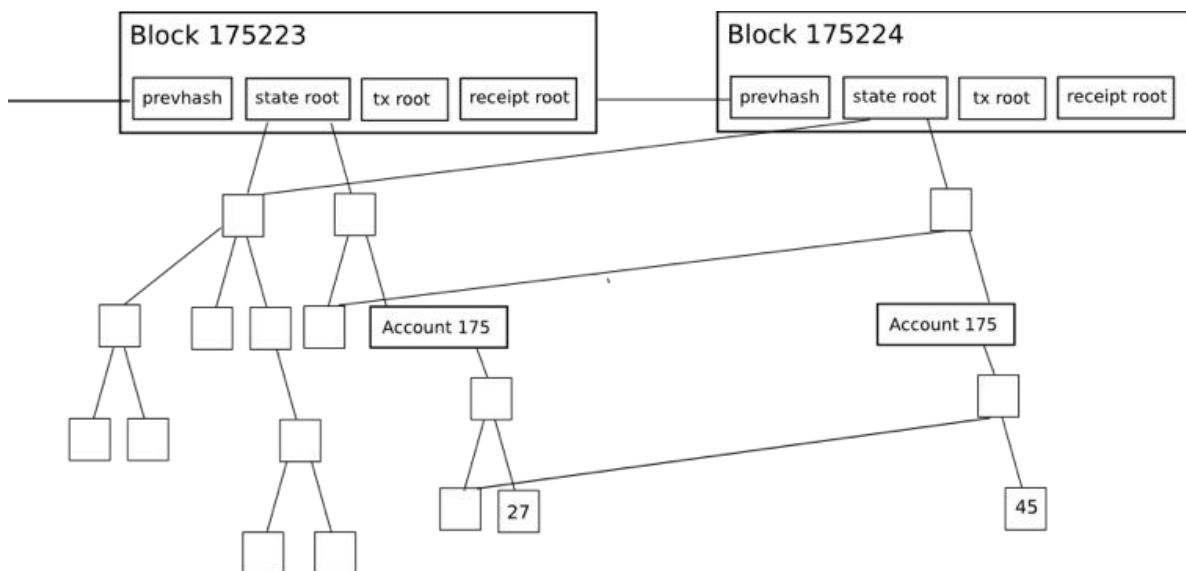 Block 175223
prevhash
state root
tx root
receipt root
Block 175224
prevhash
state root
tx root
receipt root
Account 175
Account 175
27
45